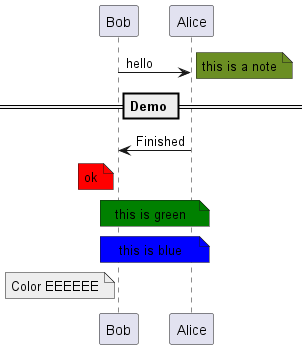 Bob Alice
hello
this is a note
Demo
Finished
ok
this is green
this is blue
Color EEEEEE
Bob Alice